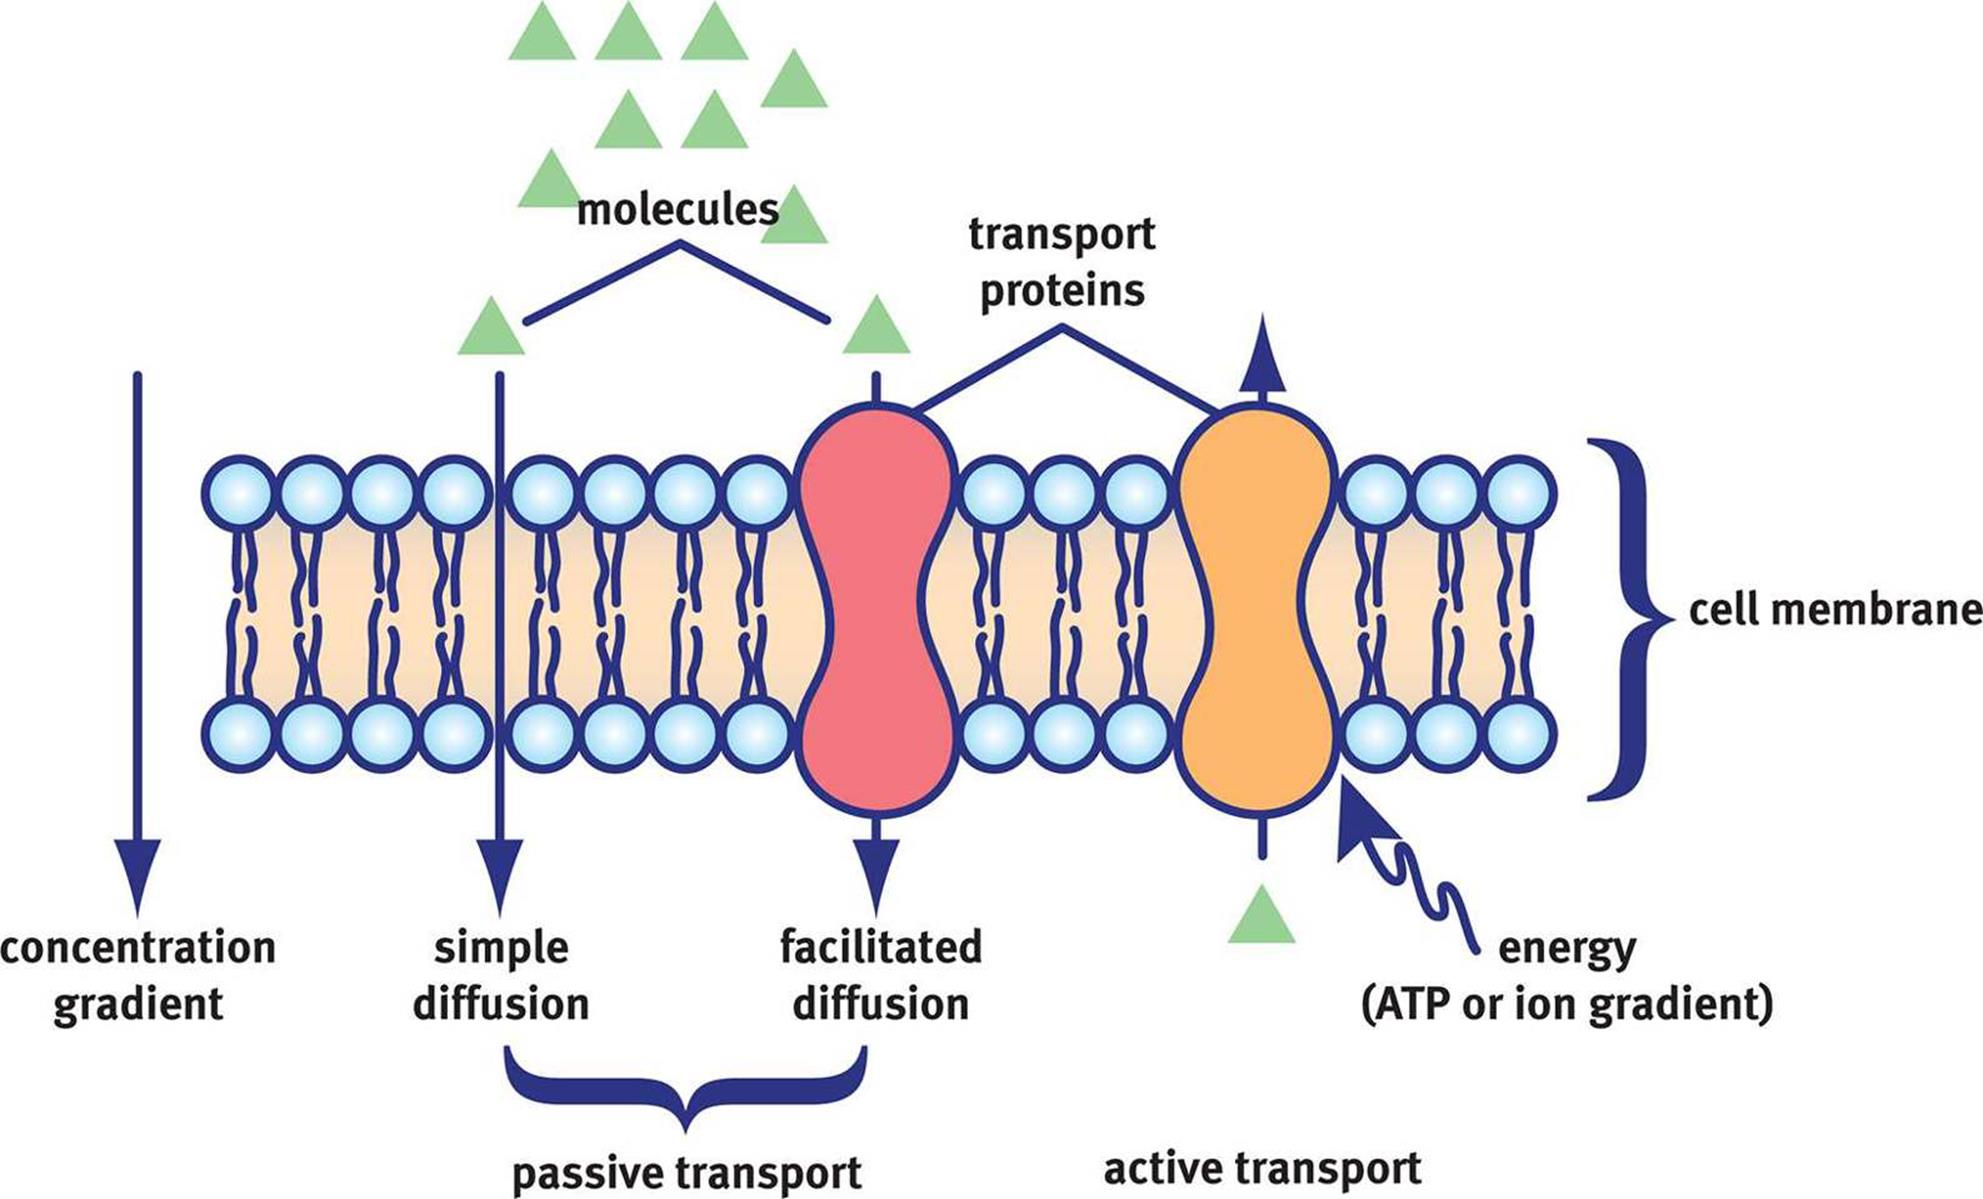 molecules
transport
proteins
cell membrane
concentration
gradient
simple
diffusion
facilitated
diffusion
energy
(ATP or ion gradient)
passive transport
active transport